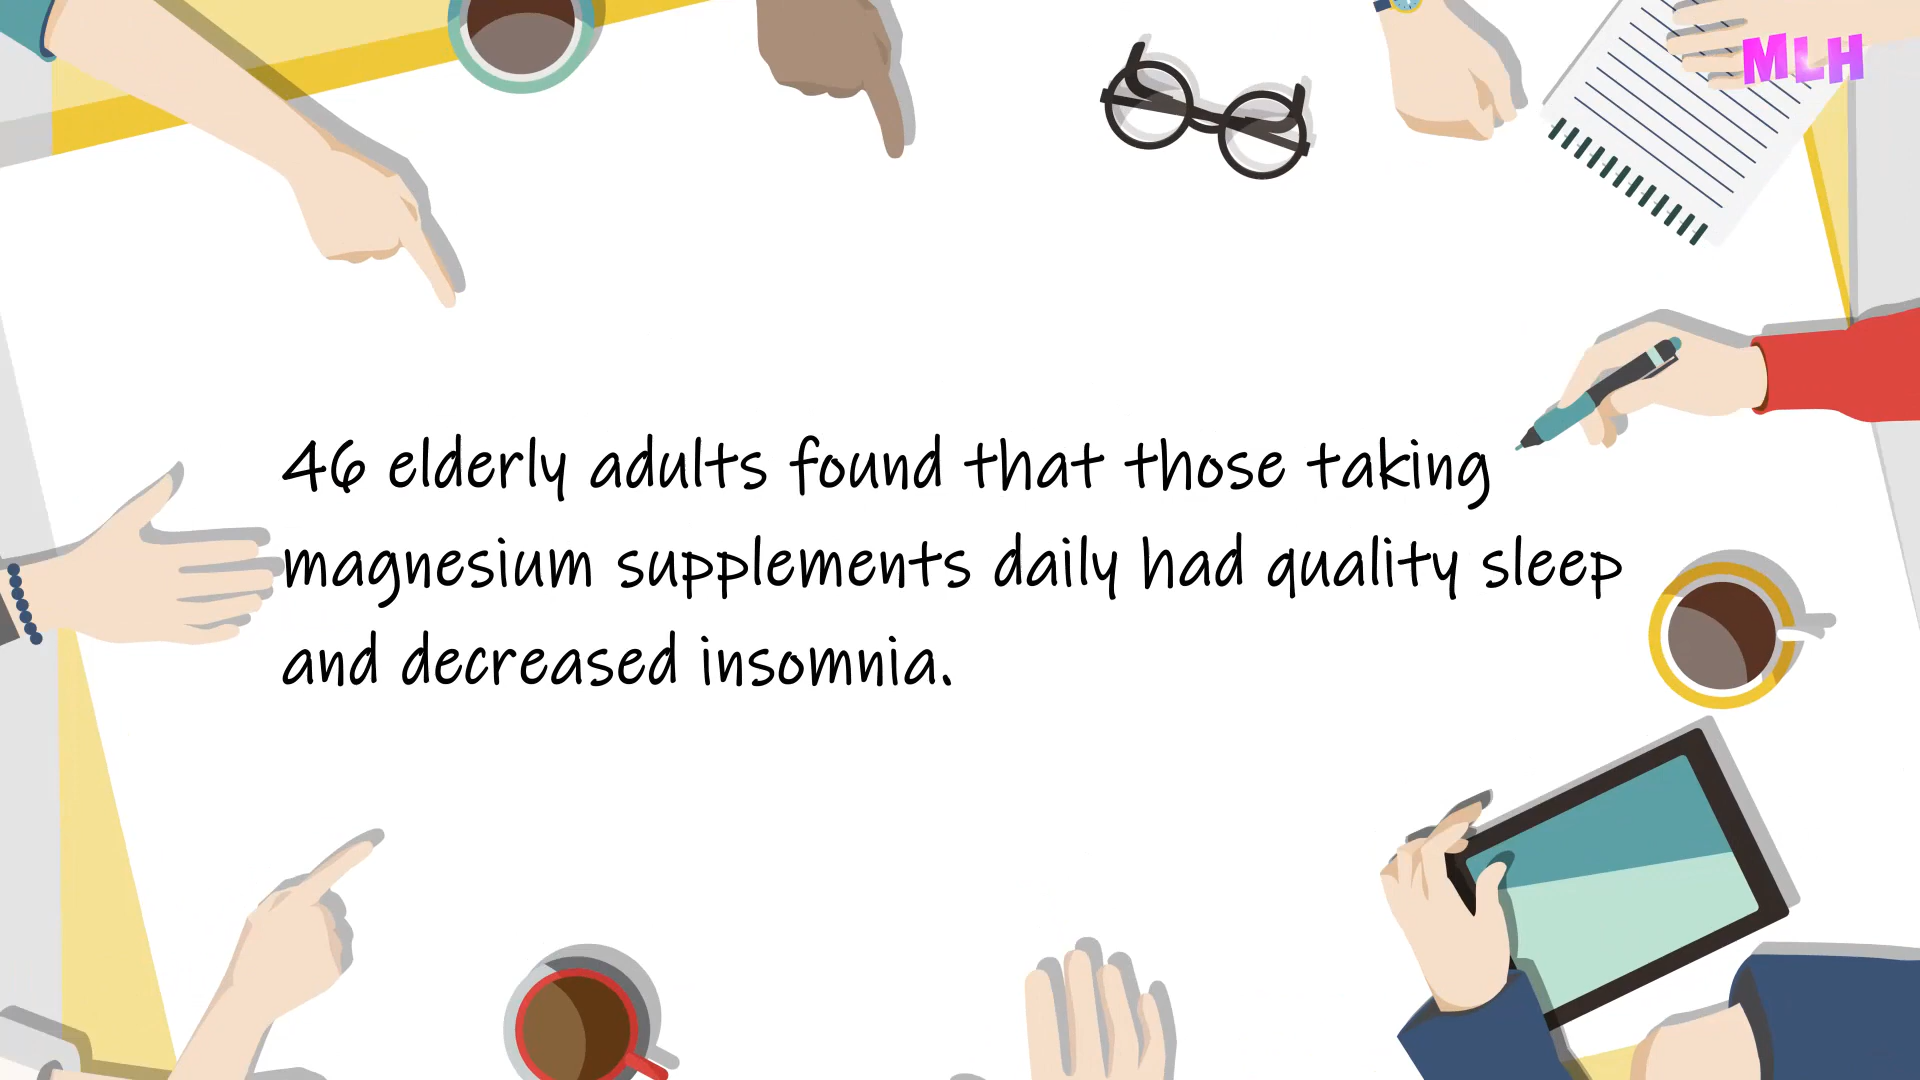 MLH
46 elderly adults found that those taking
magnesium supplements daily had quality sleep
and decreased insomnia.